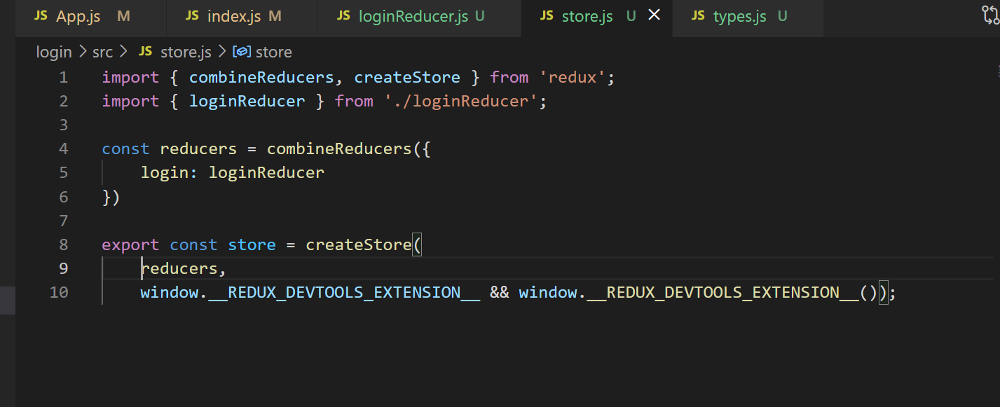 JS App.js M JS index.js M JS loginReducer.js U JS store.js U JS types.js U
login > src > JS store.js > store
1 import { combineReducers, createStore } from 'redux';
2 import { loginReducer } from './loginReducer';
3
4 const reducers = combineReducers({
5     login: loginReducer
6 })
7
8 export const store = createStore(
9     reducers,
10     window.__REDUX_DEVTOOLS_EXTENSION__ && window.__REDUX_DEVTOOLS_EXTENSION__());